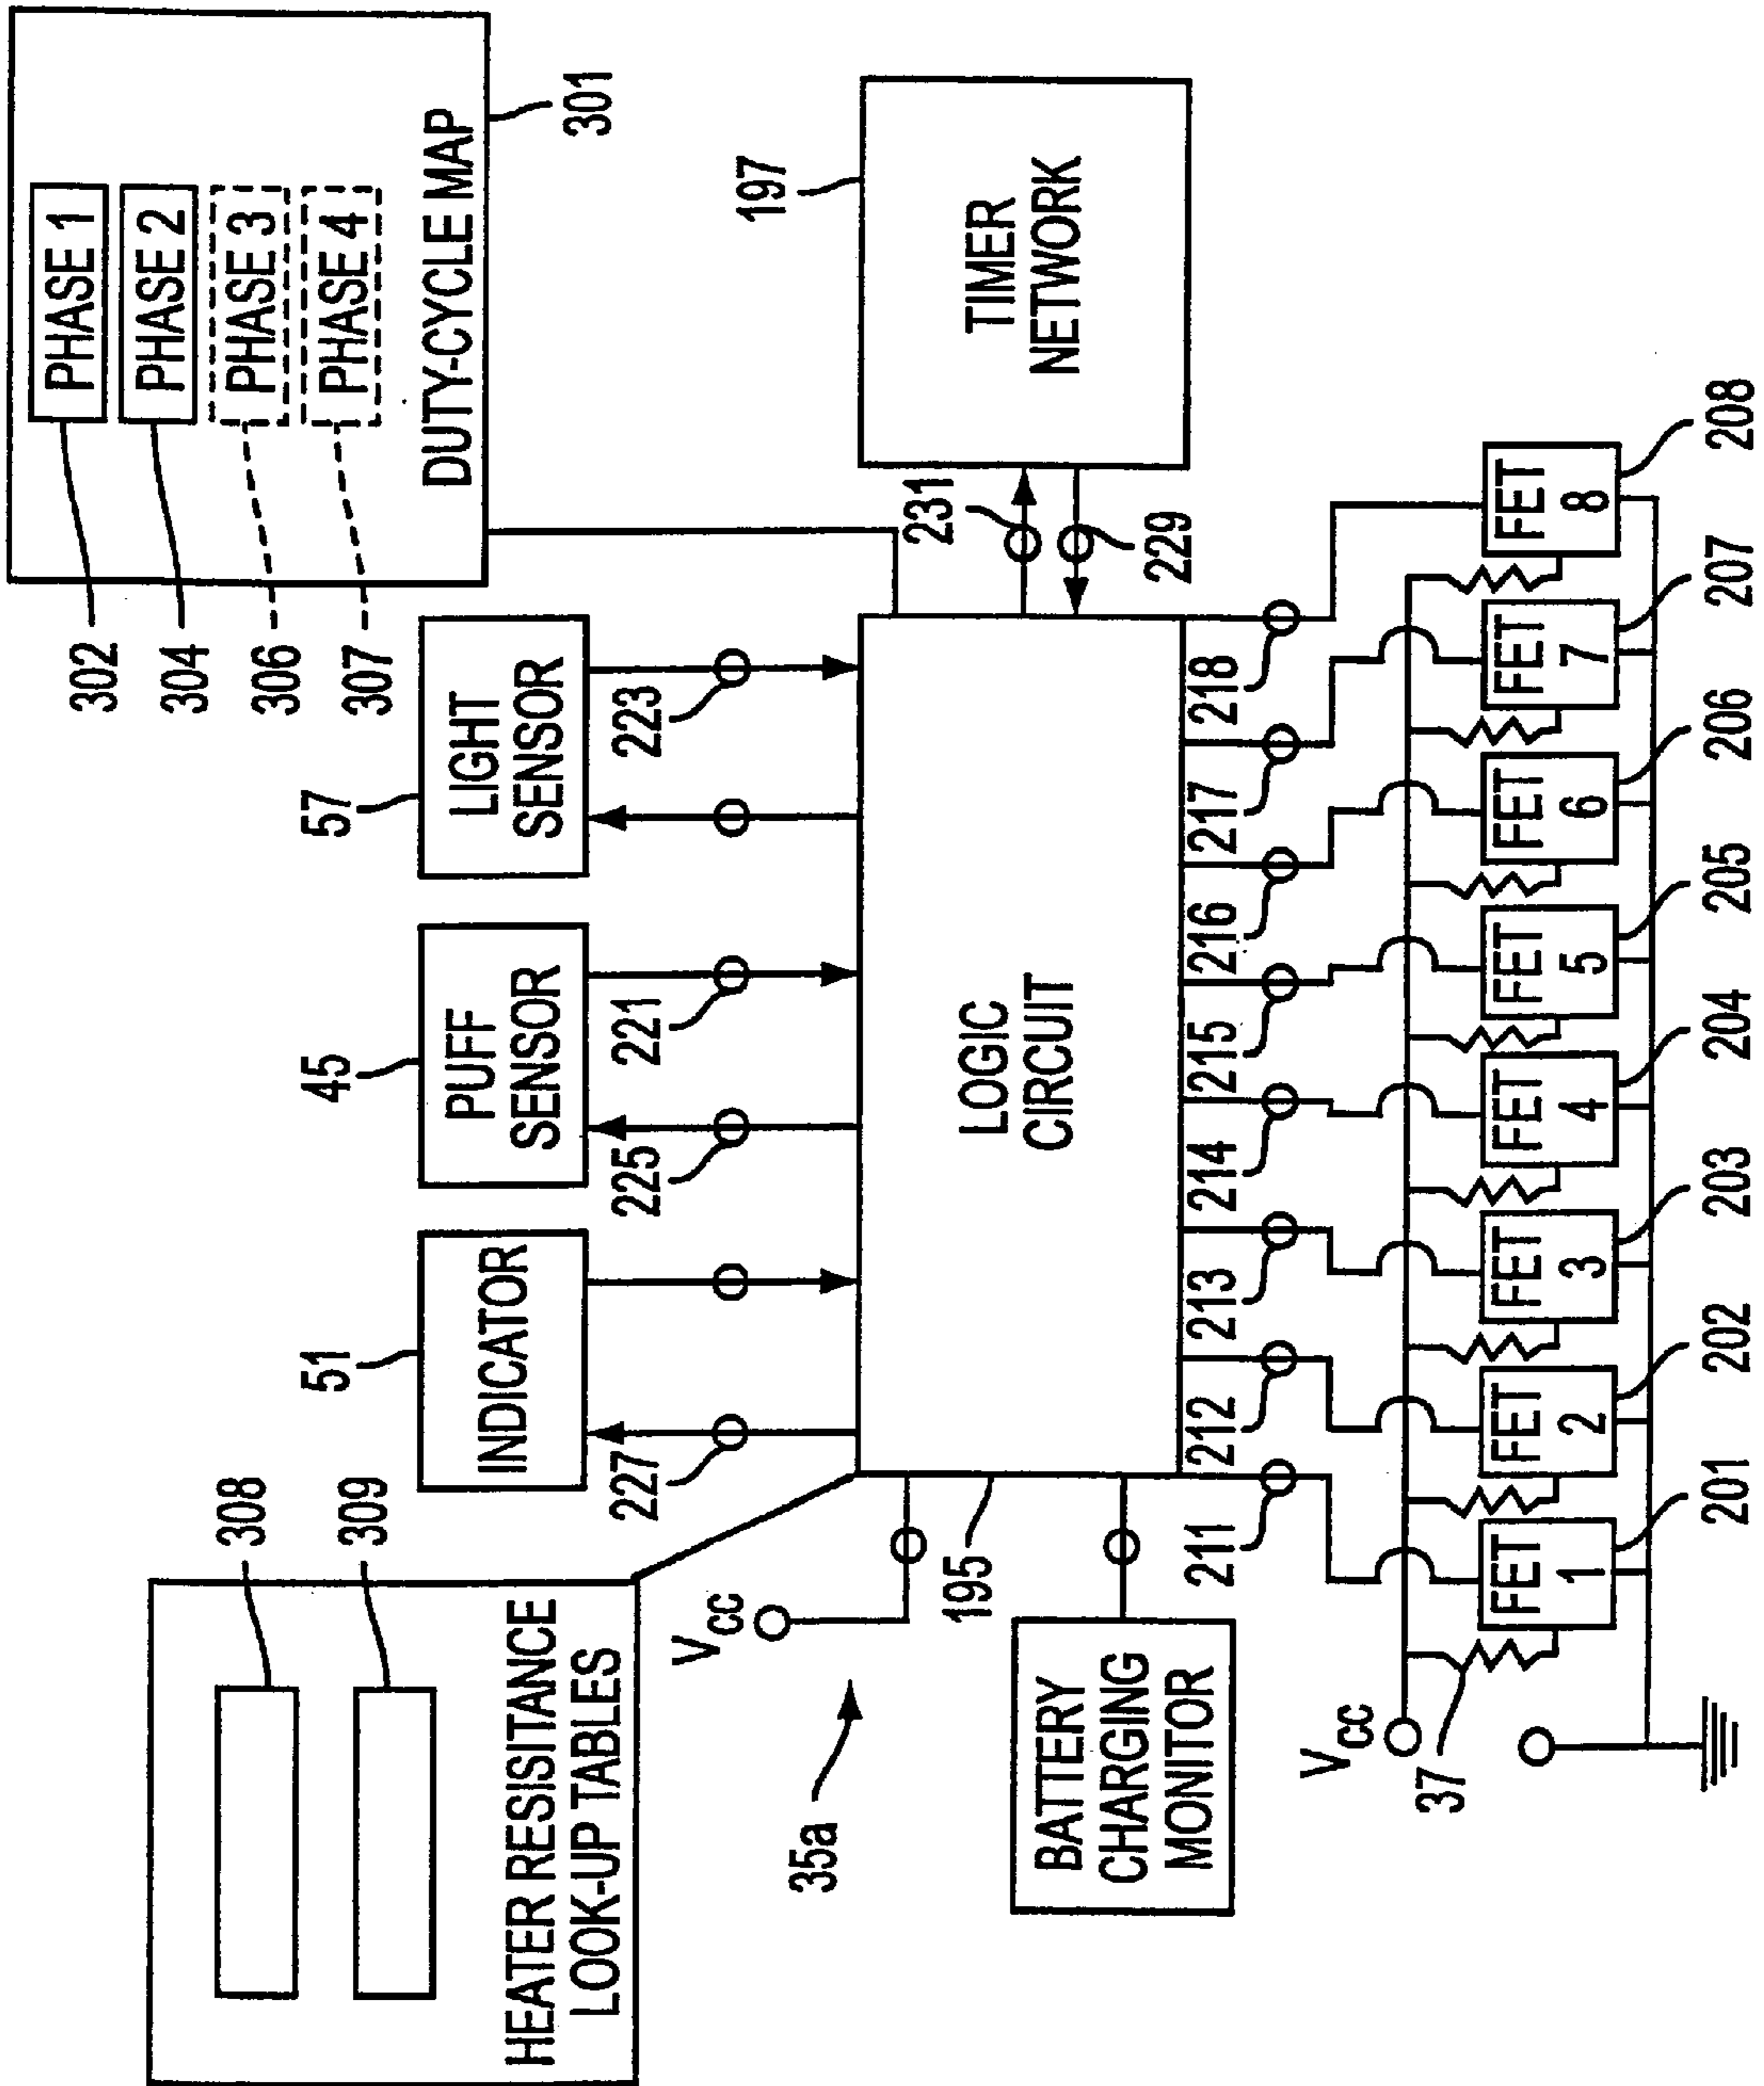 302
304
306
307
PHASE 1
PHASE 2
PHASE 3
PHASE 4
DUTY-CYCLE MAP
301
308
309
HEATER RESISITANCE
LOOK-UP TABLES
51
INDICATOR
45
PUFF
SENSOR
57
LIGHT
SENSOR
227
225
221
223
VCC
35a
195
LOGIC
CIRCUIT
231
229
197
TIMER
NETWORK
BATTERY
CHARGING
MONITOR
211
212
213
214
215
216
217
218
VCC
37
FET
1
FET
2
FET
3
FET
4
FET
5
FET
6
FET
7
FET
8
201
202
203
204
205
206
207
208